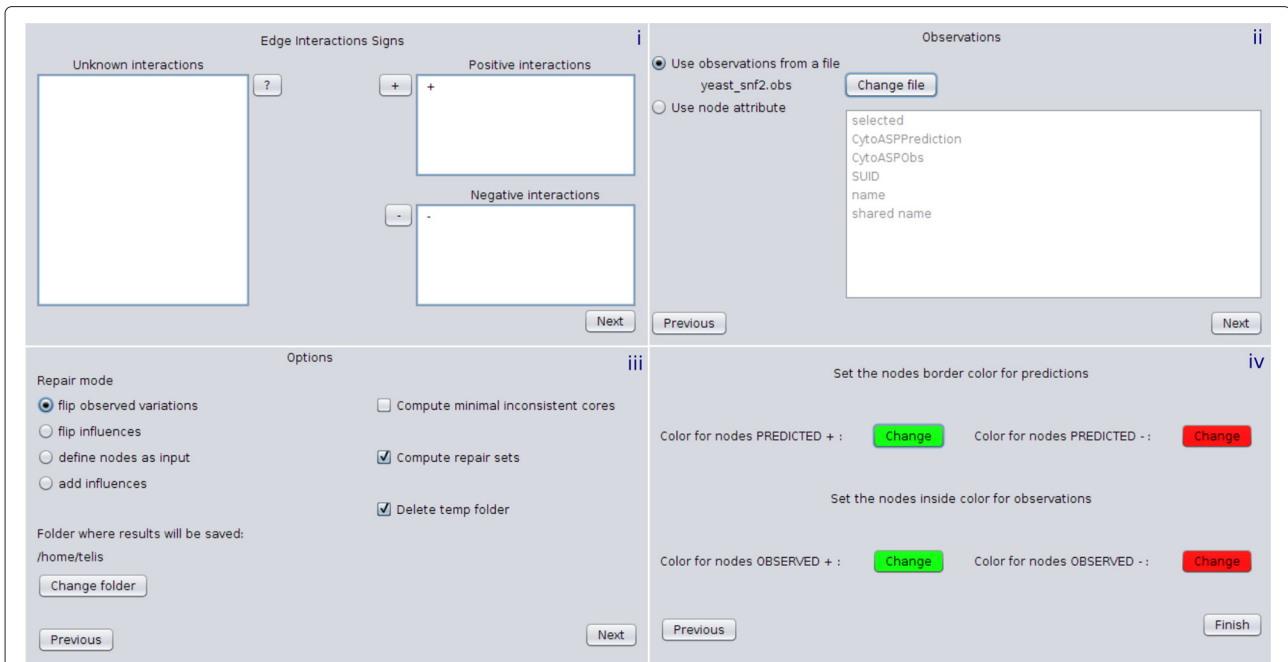 Edge Interactions Signs
i
Unknown interactions
?
Positive interactions
+
+
Negative interactions
-
-
Next
Observations
ii
Use observations from a file
yeast_snf2.obs
Change file
Use node attribute
selected
CytoASPPrediction
CytoASPObs
SUID
name
shared name
Previous
Next
Options
iii
Repair mode
flip observed variations
flip influences
define nodes as input
add influences
Compute minimal inconsistent cores
Compute repair sets
Delete temp folder
Folder where results will be saved:
/home/telis
Change folder
Previous
Next
iv
Set the nodes border color for predictions
Color for nodes PREDICTED + :
Change
Color for nodes PREDICTED - :
Change
Set the nodes inside color for observations
Color for nodes OBSERVED + :
Change
Color for nodes OBSERVED - :
Change
Previous
Finish